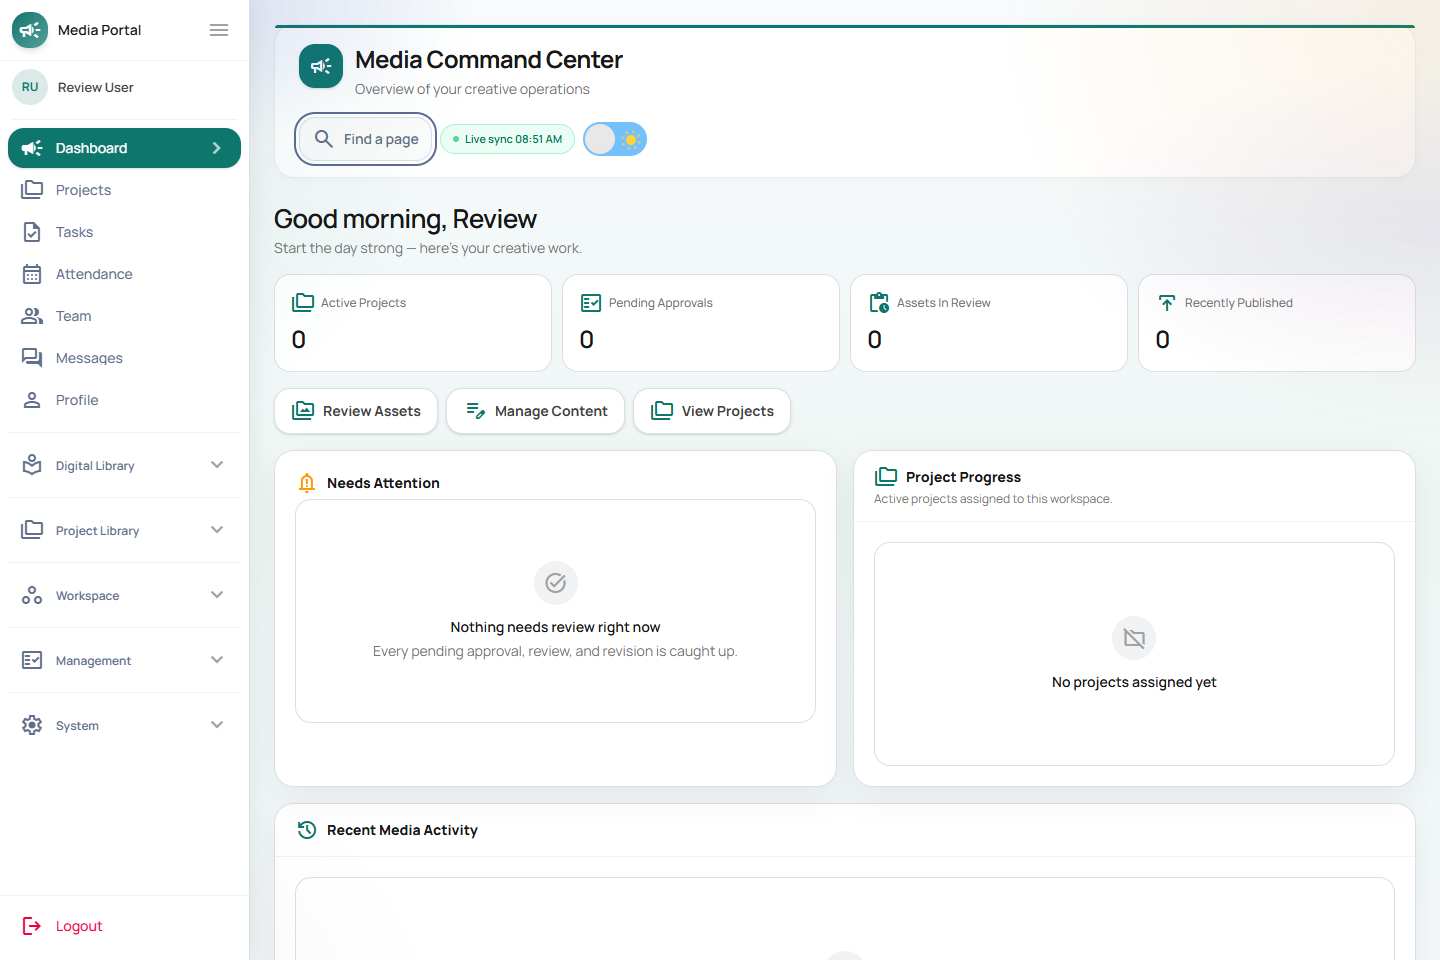 Media Portal
RU
Review User
Dashboard
Projects
Tasks
Attendance
Team
Messages
Profile
Digital Library
Project Library
Workspace
Management
System
Logout
Media Command Center
Overview of your creative operations
Find a page
Live sync 08:51 AM
Good morning, Review
Start the day strong — here's your creative work.
Active Projects
0
Pending Approvals
0
Assets In Review
0
Recently Published
0
Review Assets
Manage Content
View Projects
Needs Attention
Nothing needs review right now
Every pending approval, review, and revision is caught up.
Project Progress
Active projects assigned to this workspace.
No projects assigned yet
Recent Media Activity